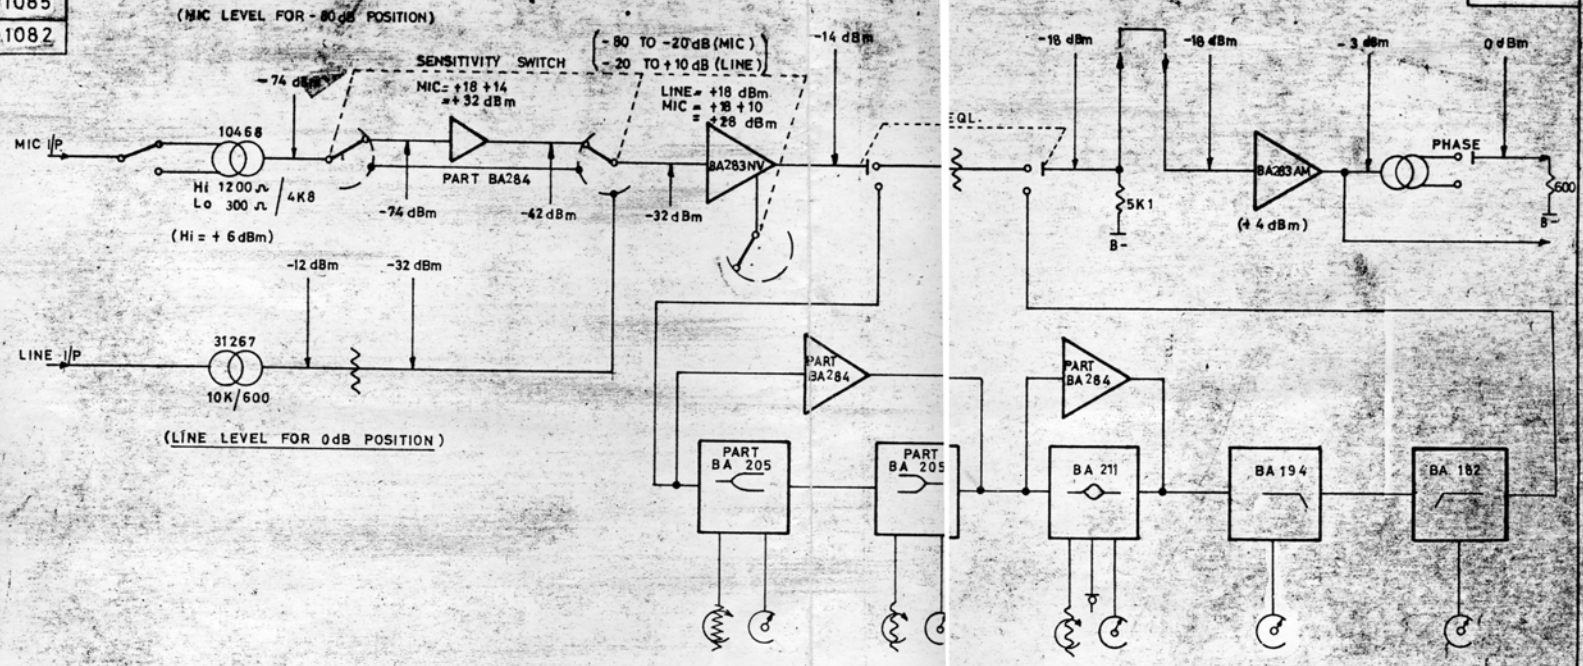 1085
1082
(MIC LEVEL FOR -80dB POSITION)
SENSITIVITY SWITCH
(-80 TO -20dB (MIC)
-20 TO +10 dB (LINE))
-14 dBm
-18 dBm
-18 dBm
-3 dBm
0 dBm
-74 dBm
MIC= +18 +14
=+32 dBm
LINE= +18 dBm
MIC = +18 +10
= +28 dBm
EQL.
MIC I/P
10468
BA283NV
BA283AM
PHASE
Hi 1200Ω
Lo 300Ω
/4K8
PART BA284
-74 dBm
-42 dBm
-32 dBm
5K1
600
(Hi = + 6 dBm)
B-
(+4 dBm)
B-
-12 dBm
-32 dBm
LINE I/P
31267
10K/600
(LINE LEVEL FOR 0dB POSITION)
PART
BA284
PART
BA284
PART
BA 205
PART
BA 205
BA 211
BA 194
BA 182